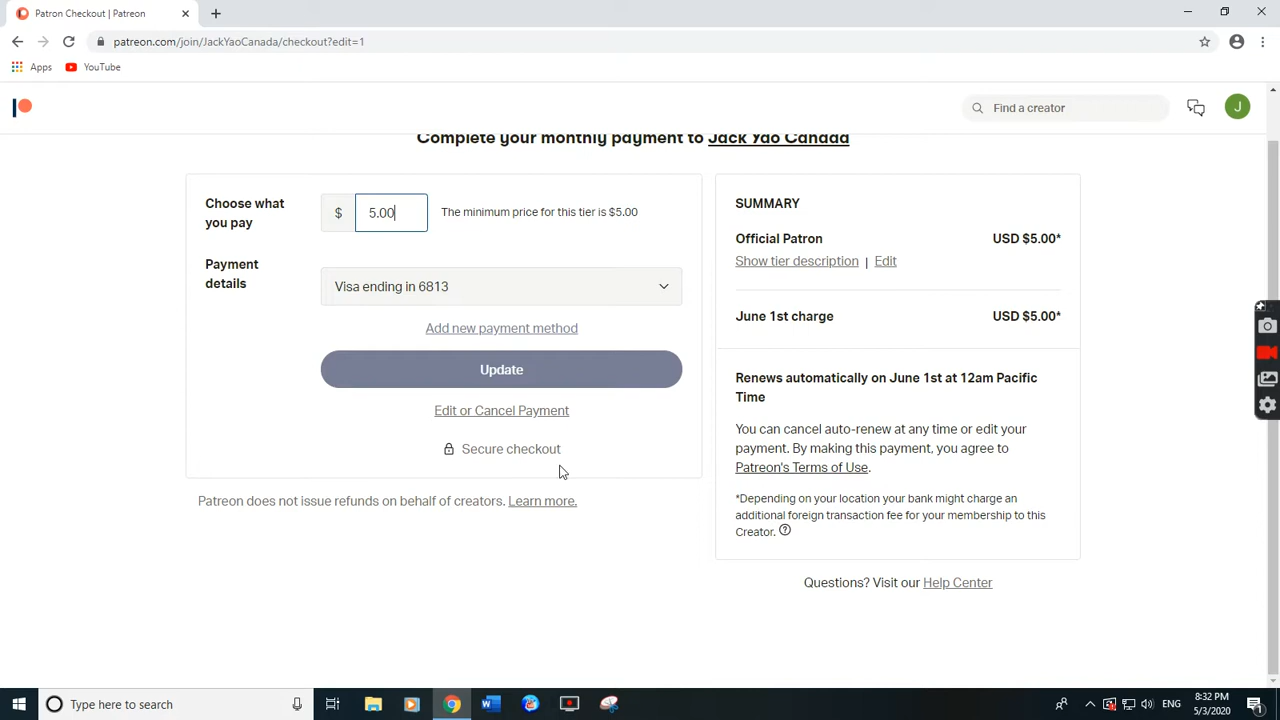 Patron Checkout | Patreon
patreon.com/join/JackYaoCanada/checkout?edit=1
Apps YouTube
Find a creator J
Complete your monthly payment to Jack Yao Canada
Choose what
you pay
$ 5.00
The minimum price for this tier is $5.00
Payment
details
Visa ending in 6813
Add new payment method
Update
Edit or Cancel Payment
Secure checkout
Patreon does not issue refunds on behalf of creators. Learn more.
SUMMARY
Official Patron USD $5.00*
Show tier description | Edit
June 1st charge USD $5.00*
Renews automatically on June 1st at 12am Pacific
Time
You can cancel auto-renew at any time or edit your
payment. By making this payment, you agree to
Patreon's Terms of Use.
*Depending on your location your bank might charge an
additional foreign transaction fee for your membership to this
Creator.
Questions? Visit our Help Center
Type here to search
8:32 PM
5/3/2020